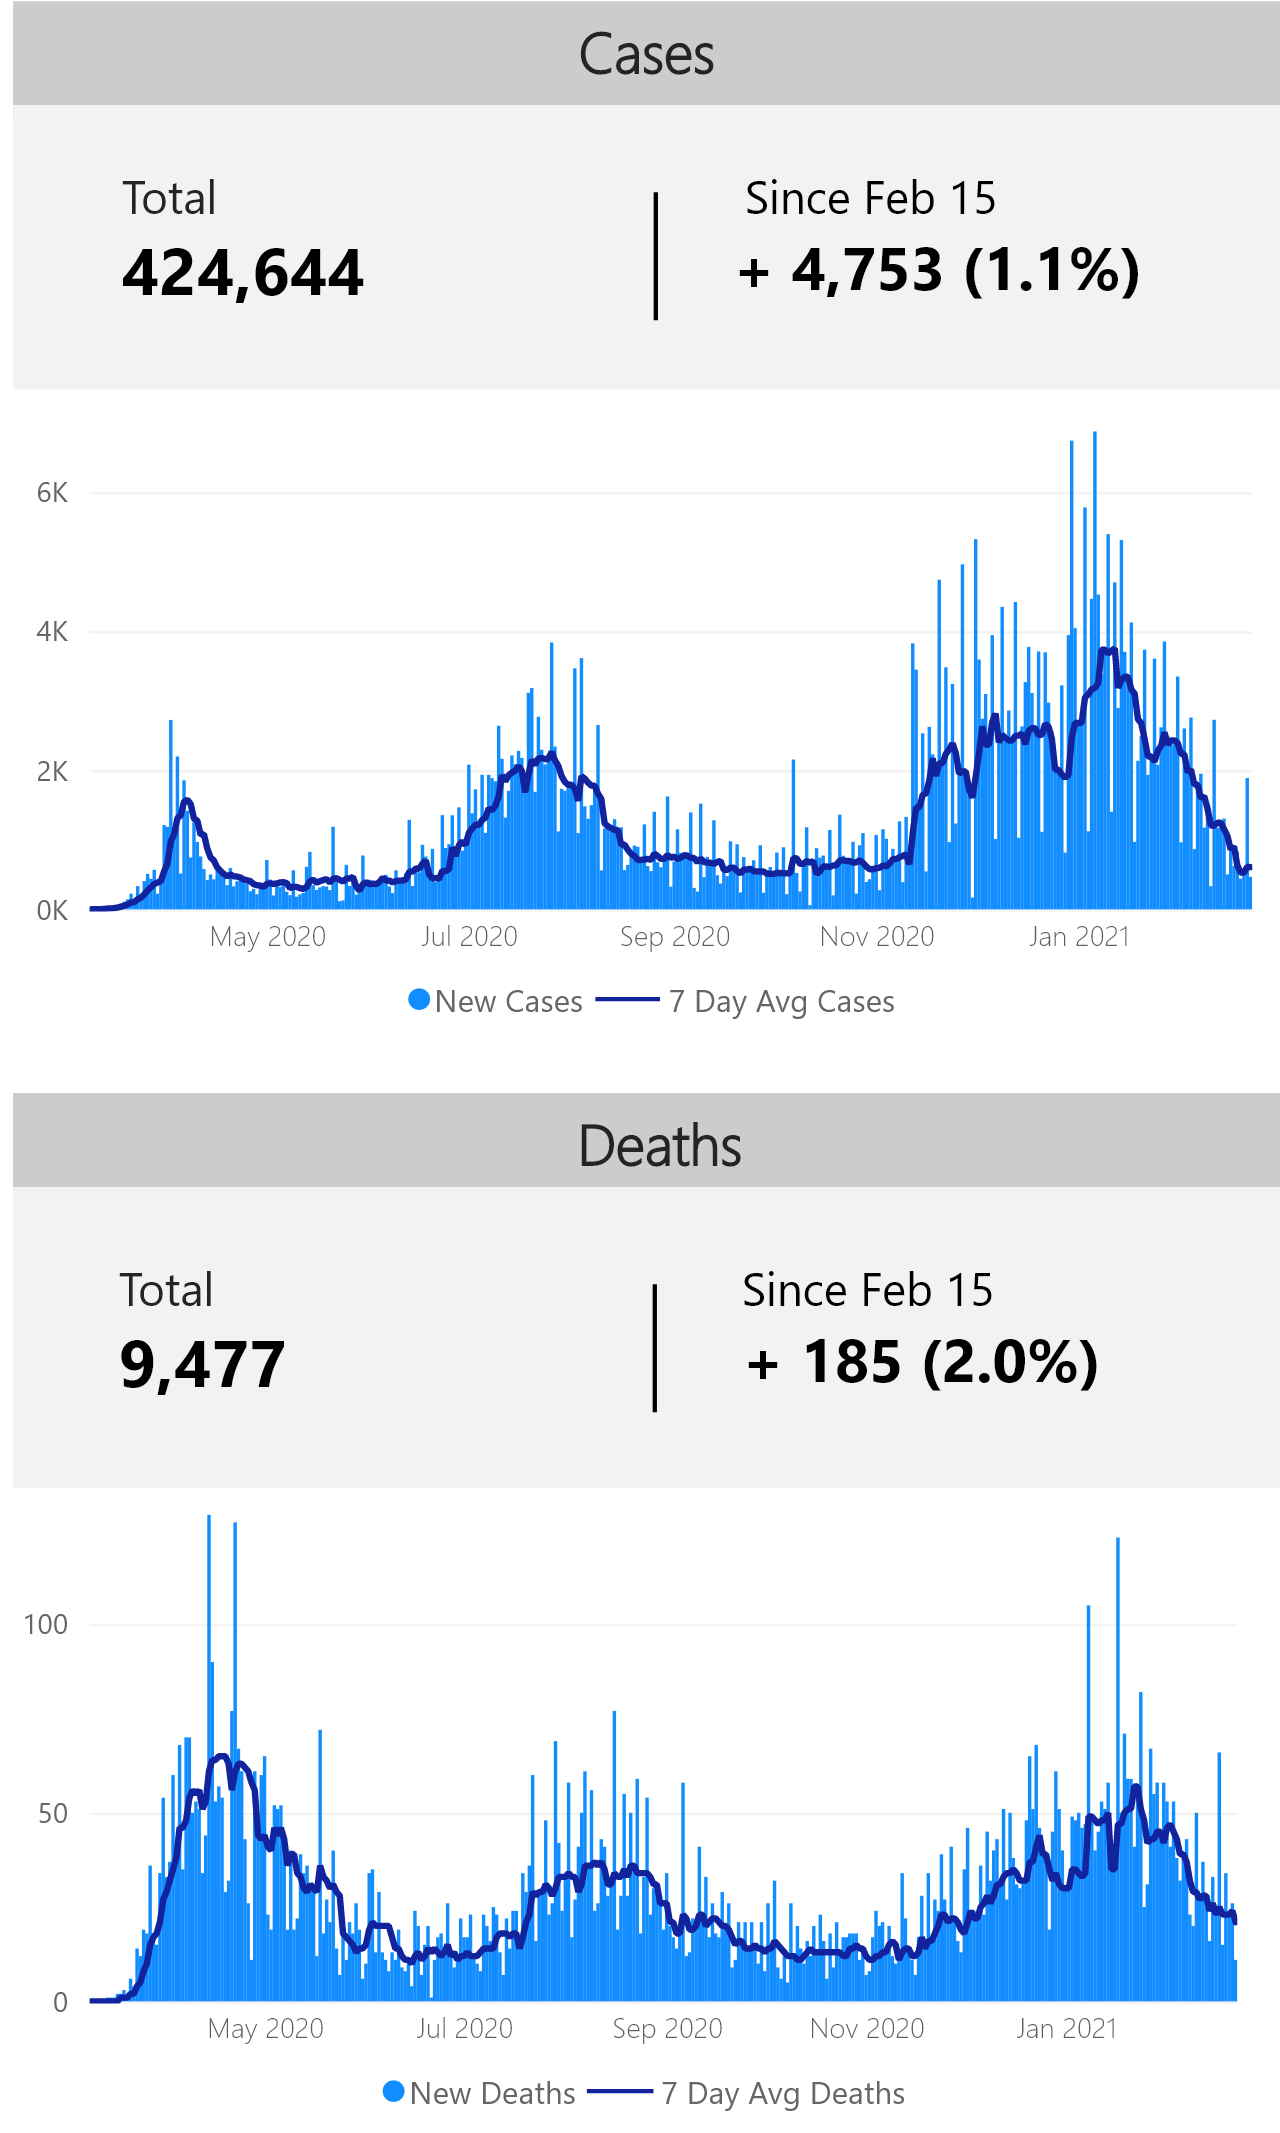 Cases
Total
Since Feb 15
424,644
+ 4,753 (1.1%)
6K
4K
2K
0K
May 2020
Jul 2020
Sep 2020
Nov 2020
Jan 2021
New Cases
7 Day Avg Cases
Deaths
Total
Since Feb 15
9,477
+ 185 (2.0%)
100
50
0
May 2020
Jul 2020
Sep 2020
Nov 2020
Jan 2021
New Deaths
7 Day Avg Deaths